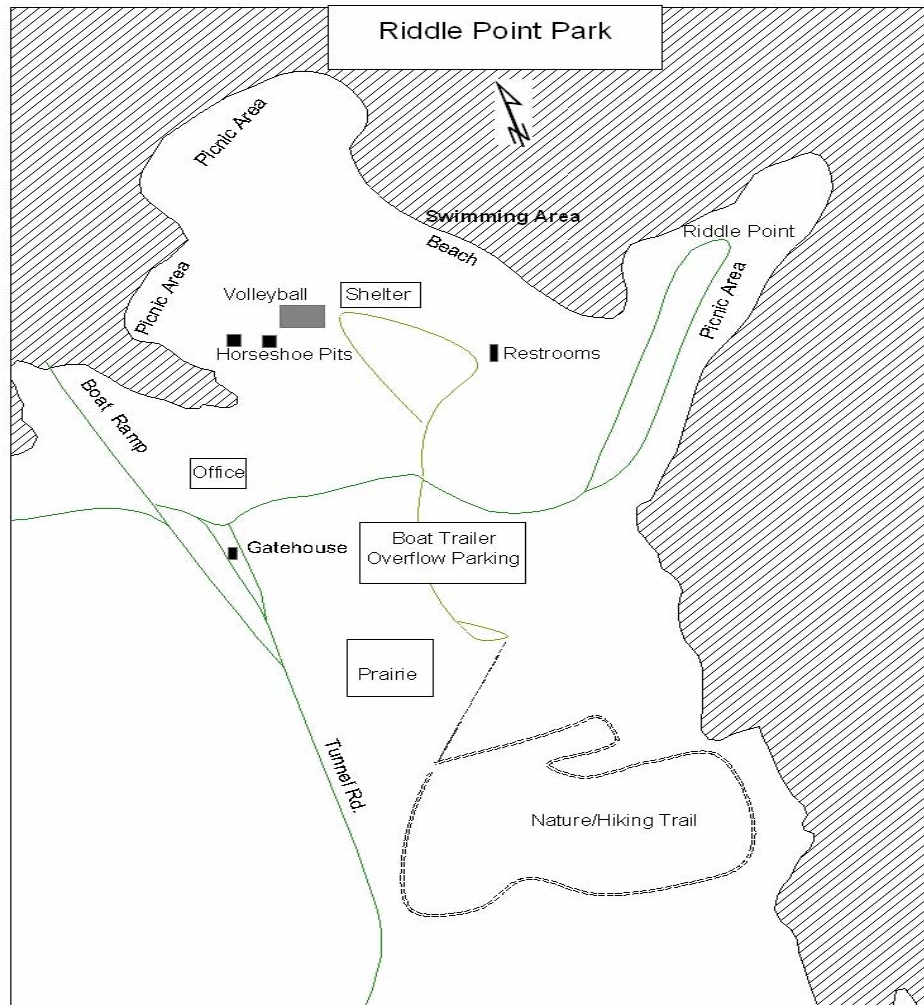 Riddle Point Park
N
Picnic Area
Swimming Area
Beach
Riddle Point
Picnic Area
Picnic Area
Volleyball
Shelter
Horseshoe Pits
Restrooms
Boat Ramp
Office
Gatehouse
Boat Trailer
Overflow Parking
Prairie
Tunnel Rd.
Nature/Hiking Trail